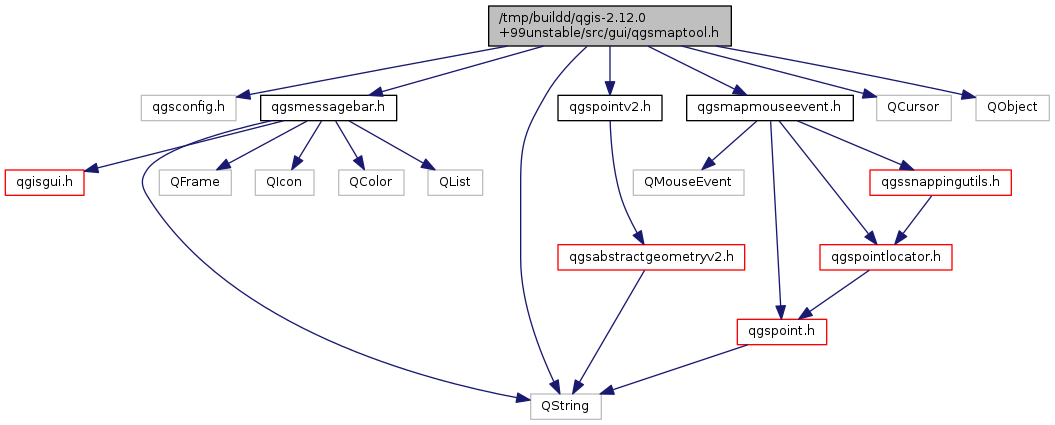 /tmp/buildd/qgis-2.12.0
+99unstable/src/gui/qgsmaptool.h
qgsconfig.h
qgsmessagebar.h
qgspointv2.h
qgsmapmouseevent.h
QCursor
QObject
qgisgui.h
QFrame
QIcon
QColor
QList
QMouseEvent
qgssnappingutils.h
qgsabstractgeometryv2.h
qgspointlocator.h
qgspoint.h
QString